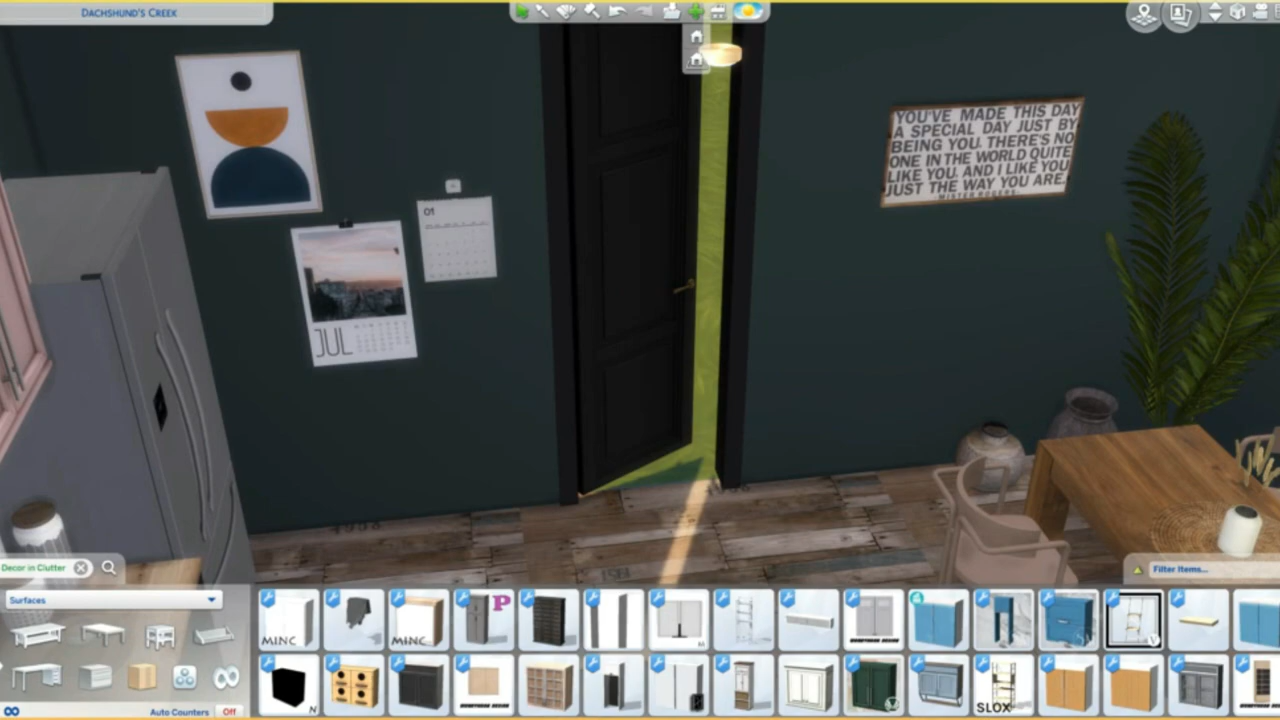 DACHSHUND'S CREEK
YOU'VE MADE THIS DAY
A SPECIAL DAY JUST BY
BEING YOU. THERE'S NO
ONE IN THE WORLD QUITE
LIKE YOU. AND I LIKE YOU
JUST THE WAY YOU ARE.
MISTER ROGERS.
01
JUL
Decor in Clutter
Filter Items...
Surfaces
MINC
MINC
P
N
SLOX
Auto Counters
Off